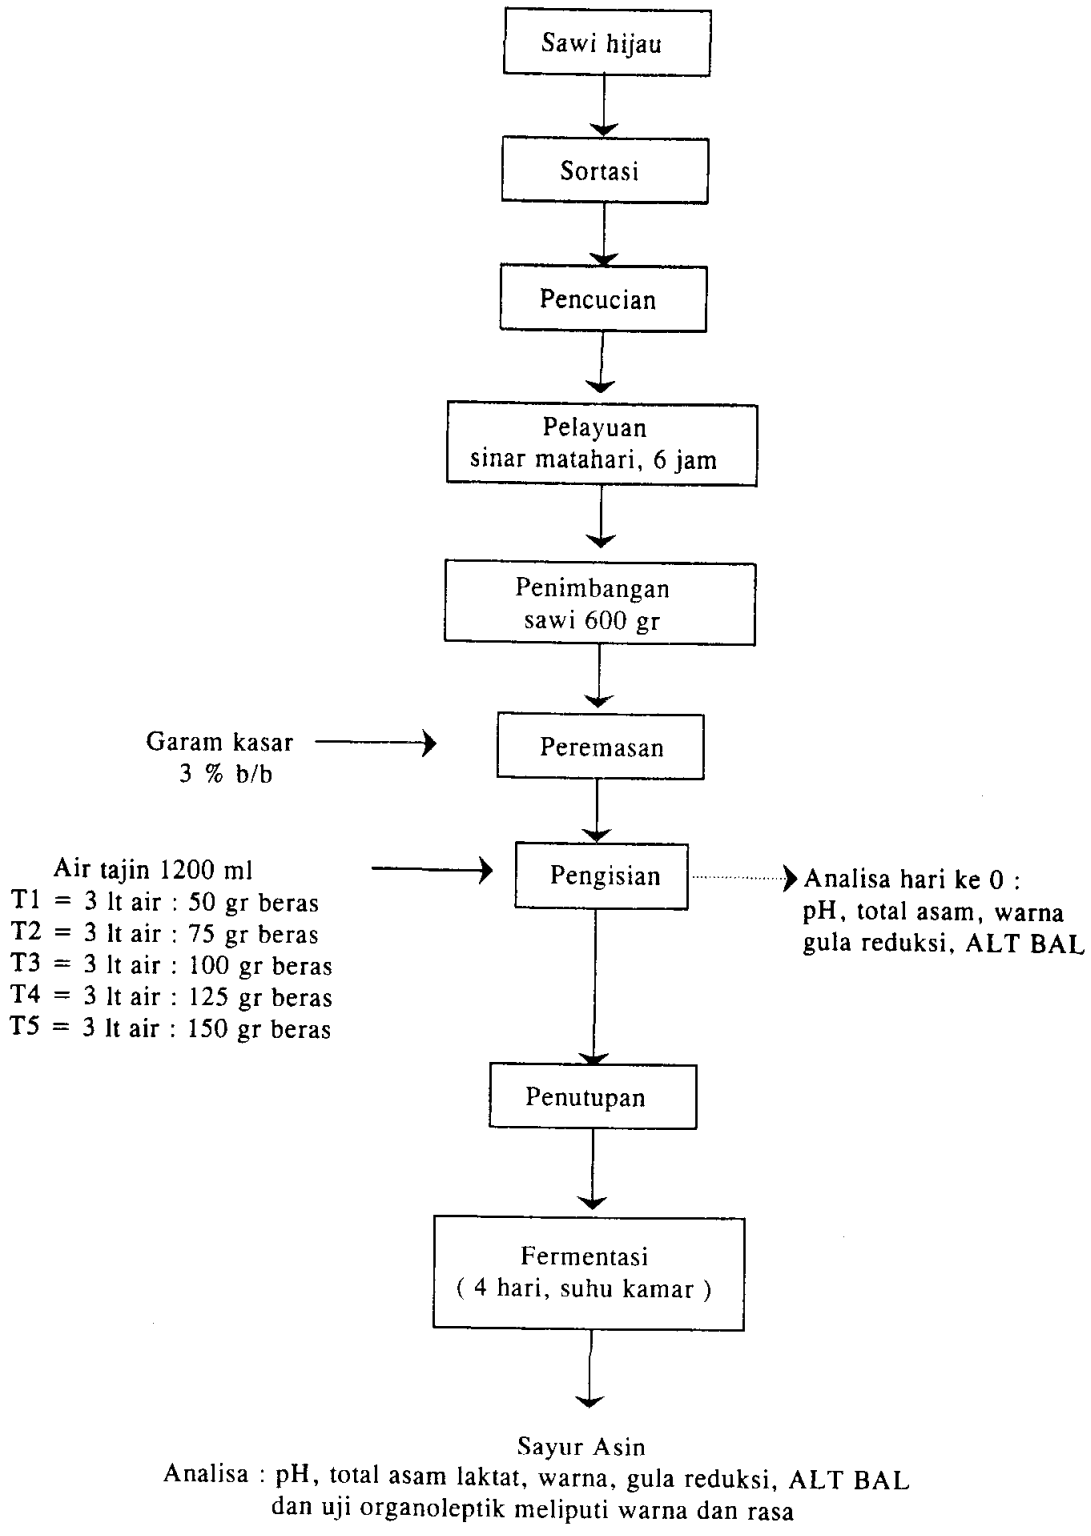 Sawi hijau
Sortasi
Pencucian
Pelayuan
sinar matahari, 6 jam
Penimbangan
sawi 600 gr
Garam kasar
3 % b/b
Peremasan
Air tajin 1200 ml
T1 = 3 lt air : 50 gr beras
T2 = 3 lt air : 75 gr beras
T3 = 3 lt air : 100 gr beras
T4 = 3 lt air : 125 gr beras
T5 = 3 lt air : 150 gr beras
Pengisian
Analisa hari ke 0 :
pH, total asam, warna
gula reduksi, ALT BAL
Penutupan
Fermentasi
( 4 hari, suhu kamar )
Sayur Asin
Analisa : pH, total asam laktat, warna, gula reduksi, ALT BAL
dan uji organoleptik meliputi warna dan rasa